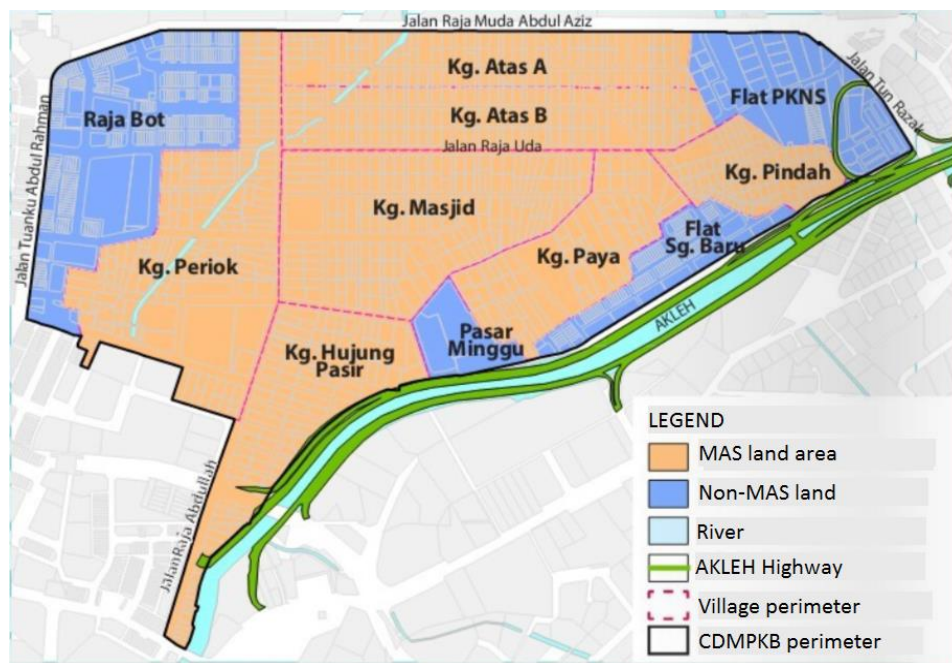 Jalan Raja Muda Abdul Aziz
Jalan Tun Razak
Kg. Atas A
Raja Bot
Flat PKNS
Kg. Atas B
Jalan Tuanku Abdul Rahman
Jalan Raja Uda
Kg. Pindah
Kg. Masjid
Flat
Sg. Baru
Kg. Paya
Kg. Periok
AKLEH
Pasar
Minggu
Kg. Hujung
Pasir
Jalan Raja Abdullah
LEGEND
MAS land area
Non-MAS land
River
AKLEH Highway
Village perimeter
CDMPKB perimeter